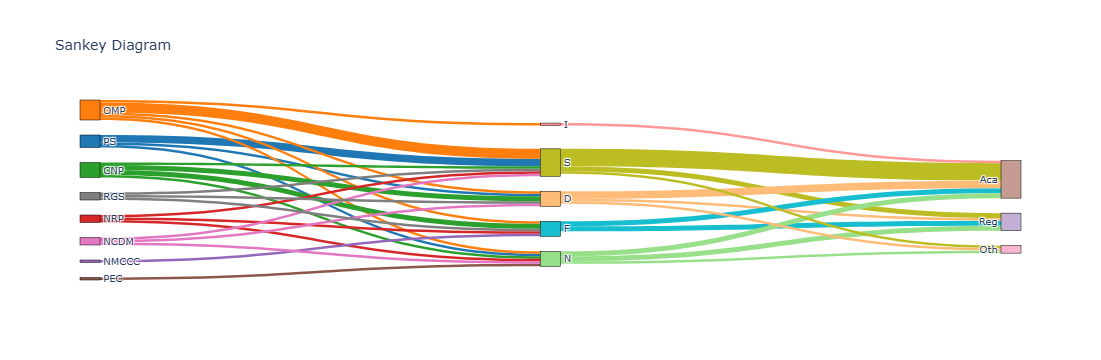 Sankey Diagram
OMP
PS
CNP
RGS
NRP
NCDM
NMCCC
PEC
I
S
D
F
N
Aca
Reg
Oth